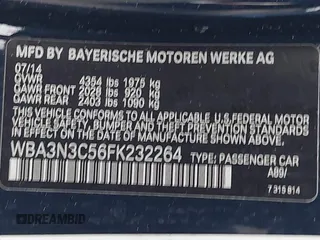 MFD BY BAYERISCHE MOTOREN WERKE AG
07/14
GVWR 4354 lbs 1975 kg
GAWR FRONT 2028 lbs 920 kg
GAWR REAR 2403 lbs 1090 kg
THIS VEHICLE CONFORMS TO ALL APPLICABLE U.S. FEDERAL MOTOR
VEHICLE SAFETY, BUMPER, AND THEFT PREVENTION STANDARDS
IN EFFECT ON THE DATE OF MANUFACTURE SHOWN ABOVE.
WBA3N3C56FK232264 TYPE: PASSENGER CAR
A89/
7 315 814
© DREAMBID